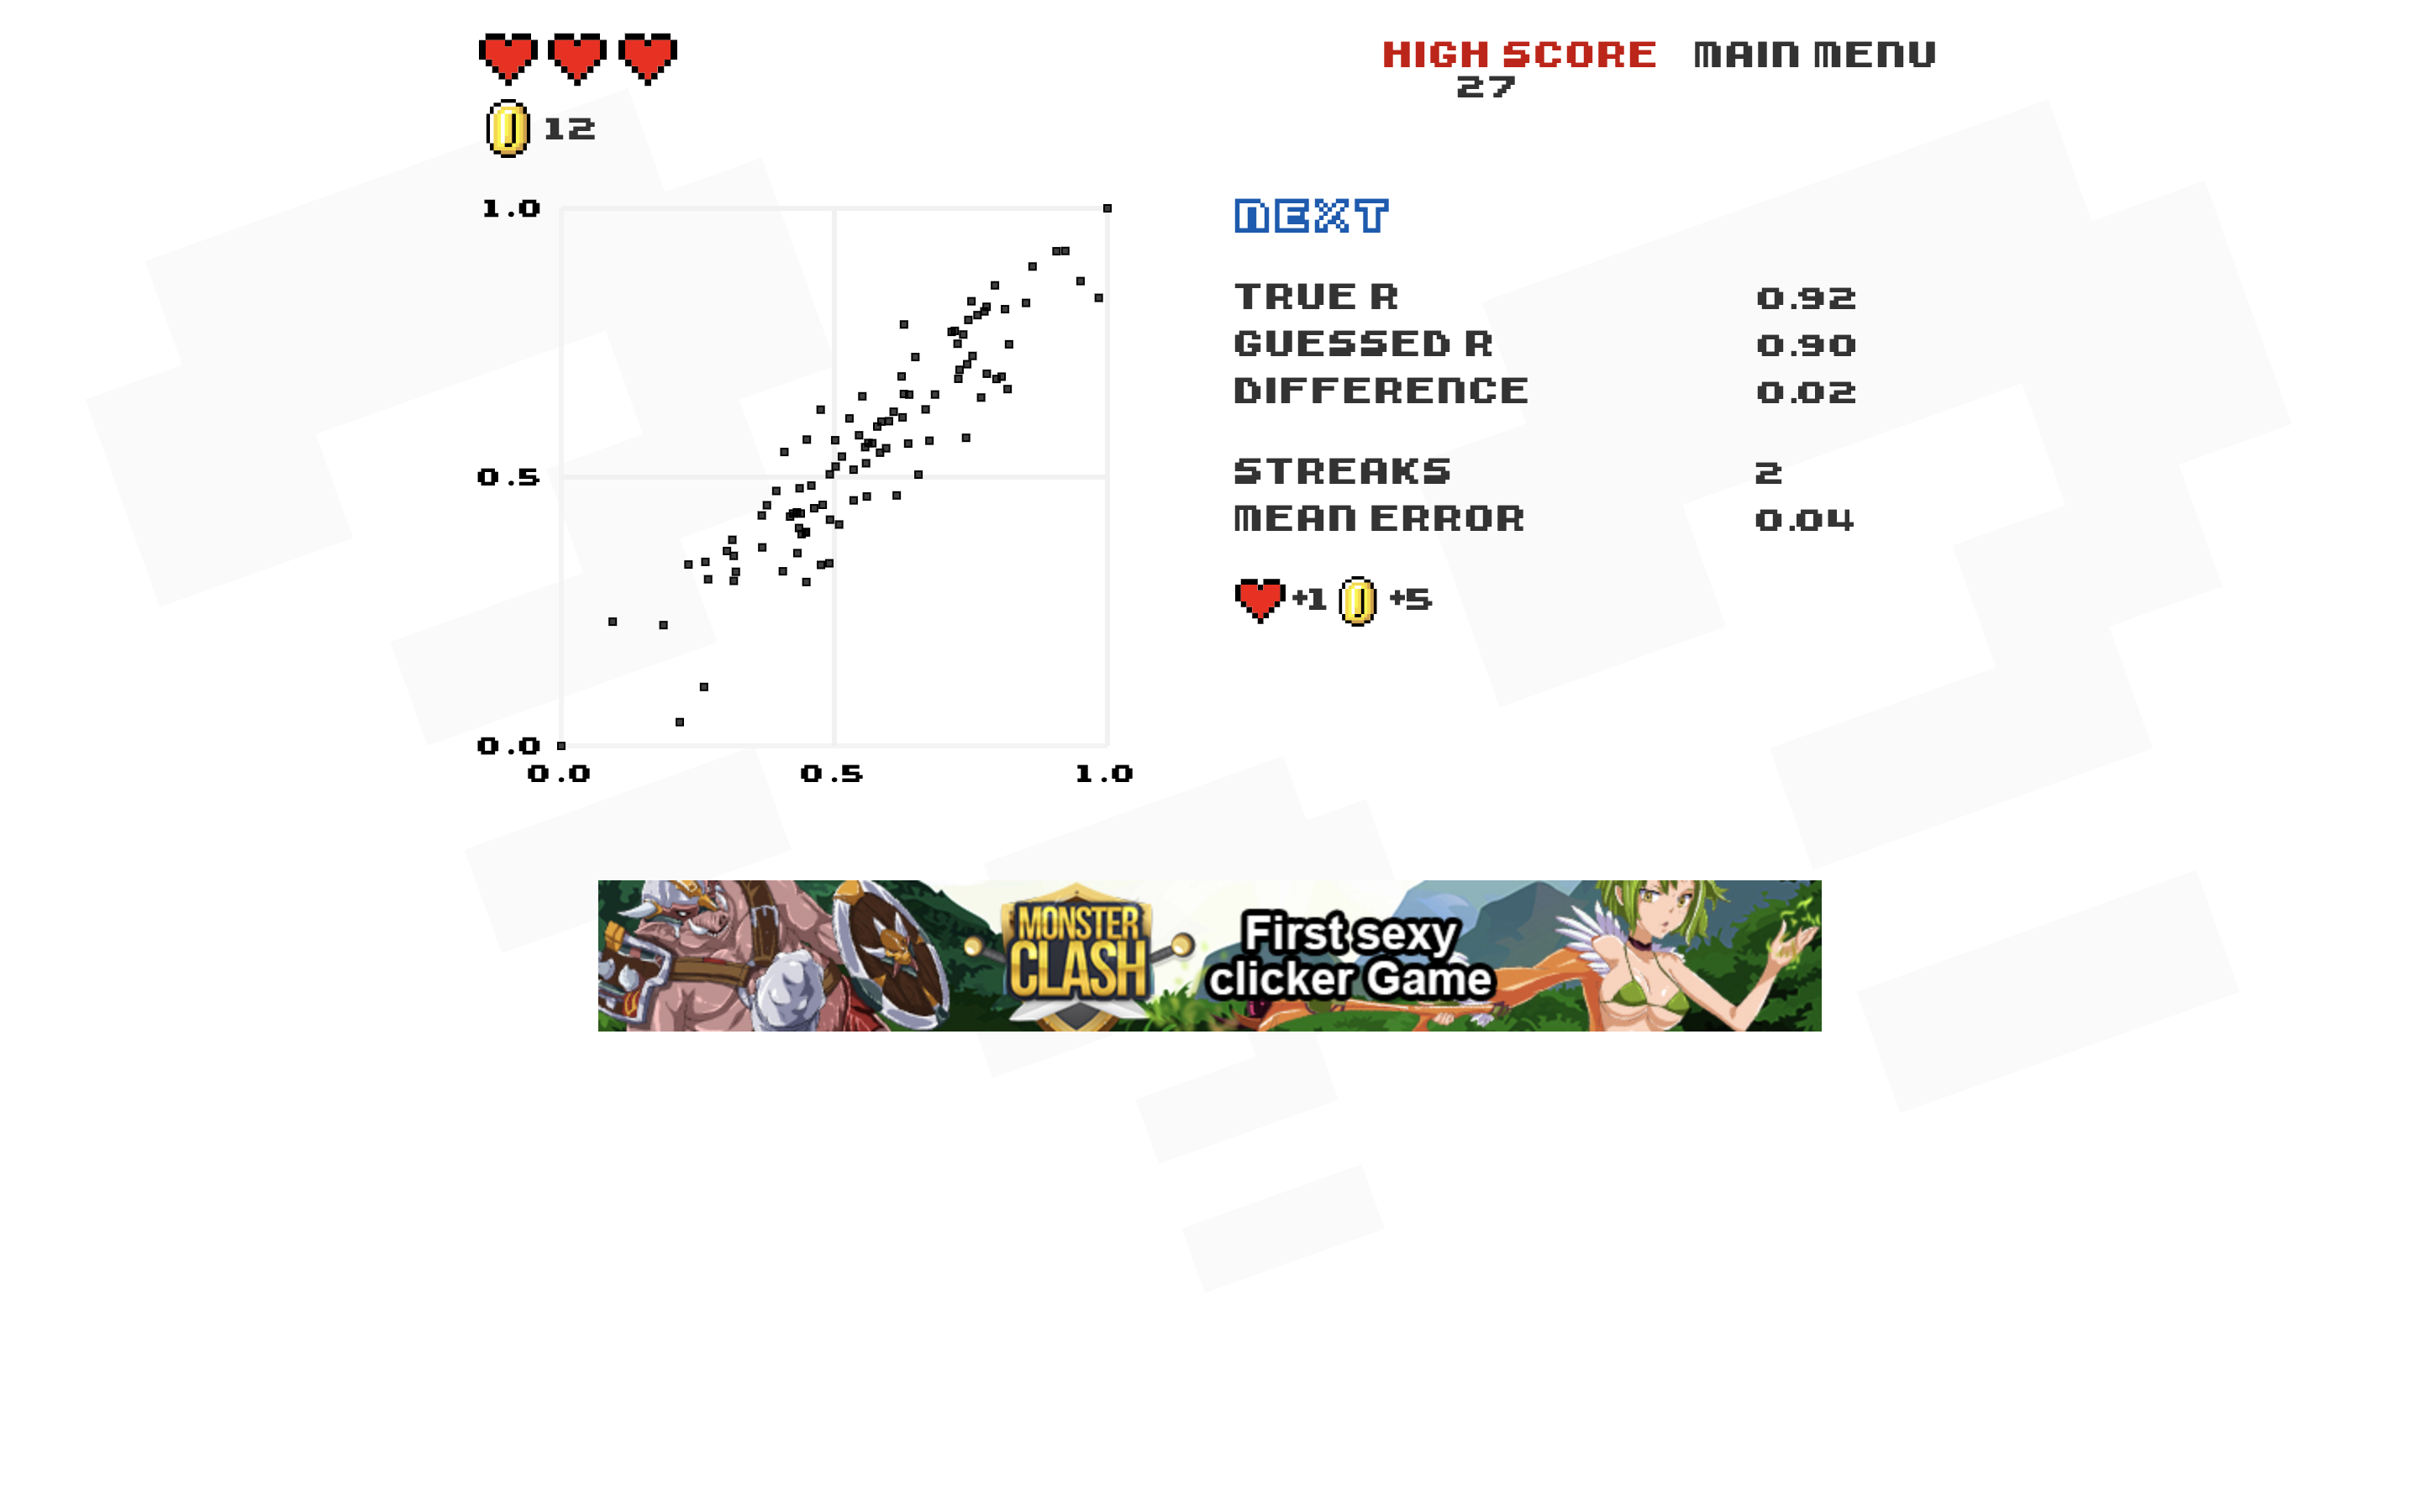 HIGH SCORE MAIN MENU
27
12
1.0
0.5
0.0
0.0 0.5 1.0
NEXT
TRUE R 0.92
GUESSED R 0.90
DIFFERENCE 0.02
STREAKS 2
MEAN ERROR 0.04
+1 +5
MONSTER
CLASH
First sexy
clicker Game